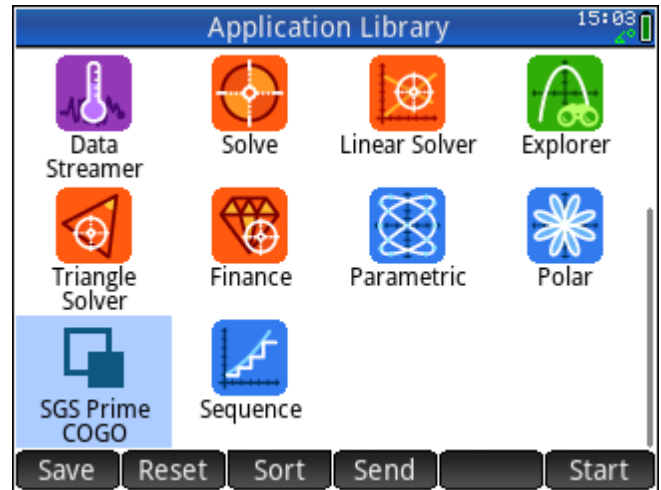 Application Library
15:03
Data
Streamer
Solve
Linear Solver
Explorer
Triangle
Solver
Finance
Parametric
Polar
SGS Prime
COGO
Sequence
Save Reset Sort Send Start